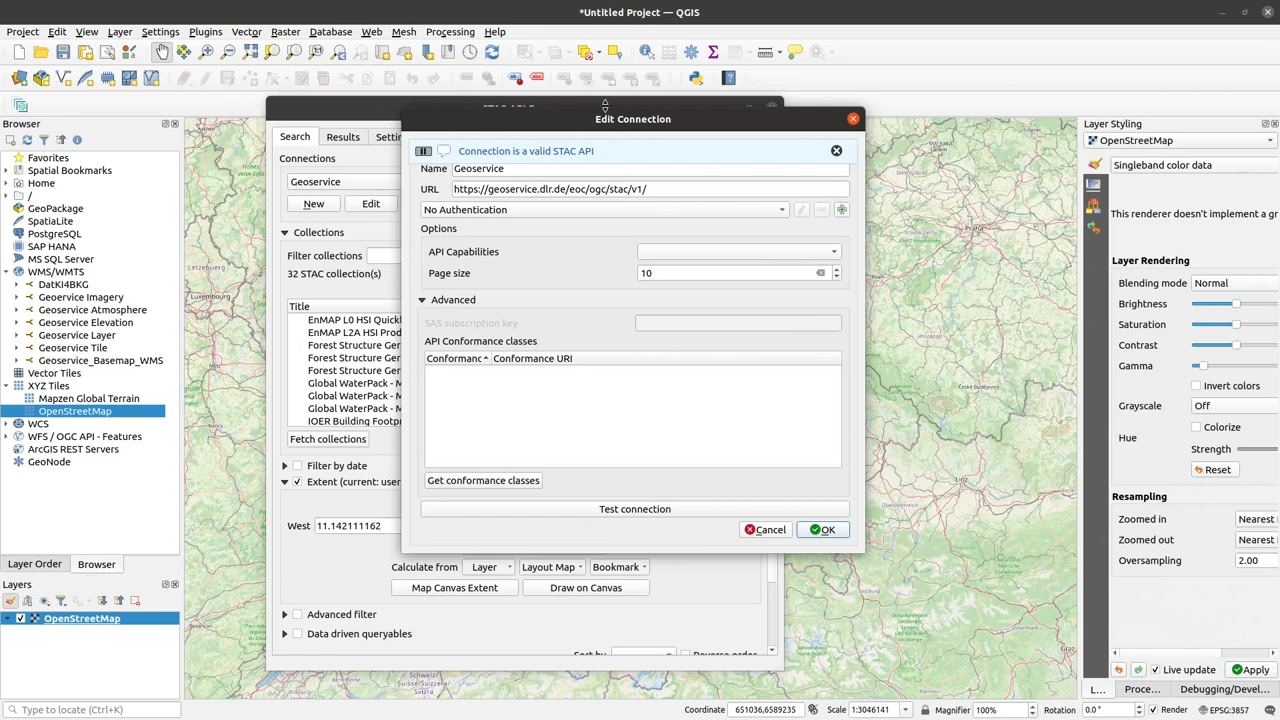 *Untitled Project — QGIS
Project Edit View Layer Settings Plugins Vector Raster Database Web Mesh Processing Help
Browser
Favorites
Spatial Bookmarks
Home
/
GeoPackage
SpatiaLite
PostgreSQL
SAP HANA
MS SQL Server
WMS/WMTS
DatKI4BKG
Georvice Imagery
Geoservice Atmosphere
Geoservice Elevation
Geoservice Layer
Geoservice Tile
Geoservice_Basemap_WMS
Vector Tiles
XYZ Tiles
Mapzen Global Terrain
OpenStreetMap
WCS
WFS / OGC API - Features
ArcGIS REST Servers
GeoNode
Layer Order Browser
Layers
OpenStreetMap
Type to locate (Ctrl+K)
Search Results Settin
Connections
Geoservice
New Edit
Collections
Filter collections
32 STAC collection(s)
Title
EnMAP L0 HSI Quickl
EnMAP L2A HSI Prod
Forest Structure Ger
Forest Structure Ger
Forest Structure Ger
Global WaterPack - M
Global WaterPack - M
Global WaterPack - M
IOER Building Footpr
Fetch collections
Filter by date
Extent (current: user
West 11.142111162
Calculate from Layer Layout Map Bookmark
Map Canvas Extent Draw on Canvas
Advanced filter
Data driven queryables
Sort by Reverse order
Edit Connection
Connection is a valid STAC API
Name Geoservice
URL https://geoservice.dlr.de/eoc/ogc/stac/v1/
No Authentication
Options
API Capabilities
Page size 10
Advanced
SAS subscription key
API Conformance classes
Conformanc Conformance URI
Get conformance classes
Test connection
Cancel OK
Layer Styling
OpenStreetMap
Singleband color data
This renderer doesn't implement a gr
Layer Rendering
Blending mode Normal
Brightness
Saturation
Contrast
Gamma
Invert colors
Grayscale Off
Colorize
Hue
Strength
Reset
Resampling
Zoomed in Nearest
Zoomed out Nearest
Oversampling 2.00
Live update Apply
L... Proce... Debugging/Devel...
Coordinate 651036,6589235 Scale 1:3046141 Magnifier 100% Rotation 0.0 ° Render EPSG:3857